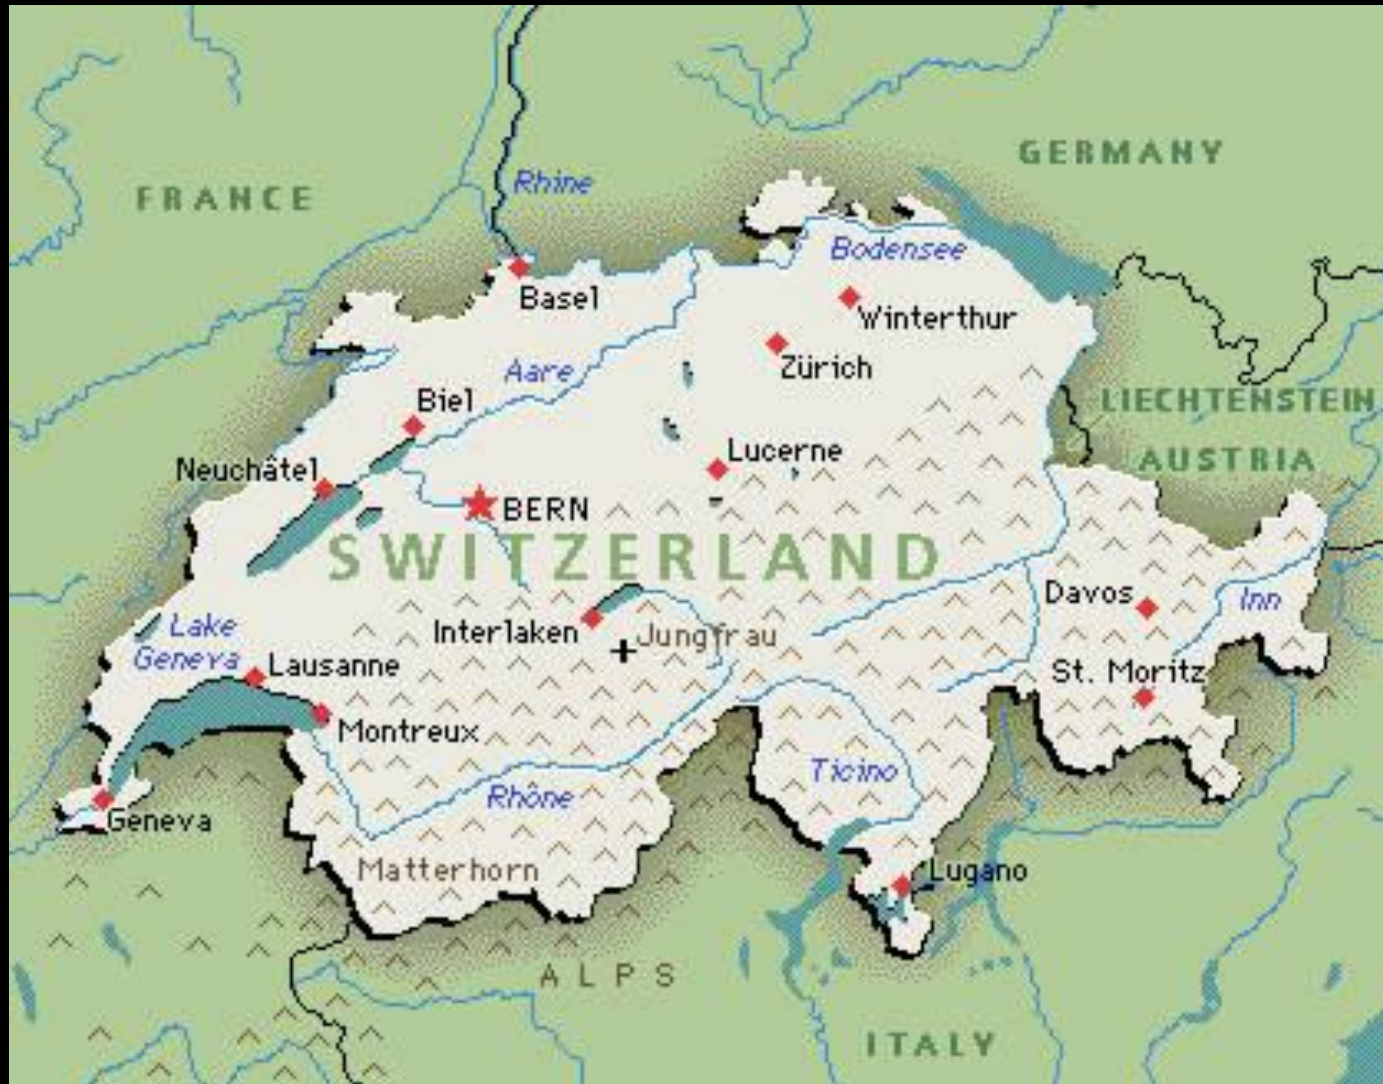 GERMANY
FRANCE
Rhine
Bodensee
Basel
Winterthur
Zürich
Aare
Biel
LIECHTENSTEIN
AUSTRIA
Lucerne
Neuchâtel
BERN
SWITZERLAND
Davos
Inn
Lake
Geneva
Interlaken
Jungfrau
Lausanne
St. Moritz
Montreux
Ticino
Rhône
Geneva
Matterhorn
Lugano
ALPS
ITALY